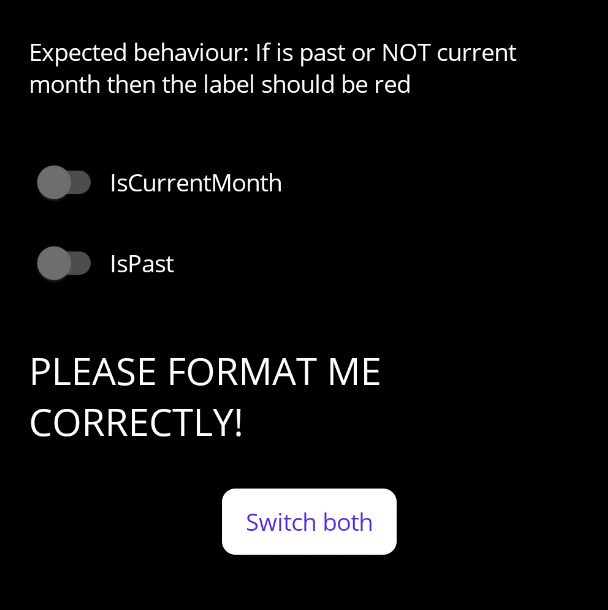 Expected behaviour: If is past or NOT current
month then the label should be red
IsCurrentMonth
IsPast
PLEASE FORMAT ME
CORRECTLY!
Switch both